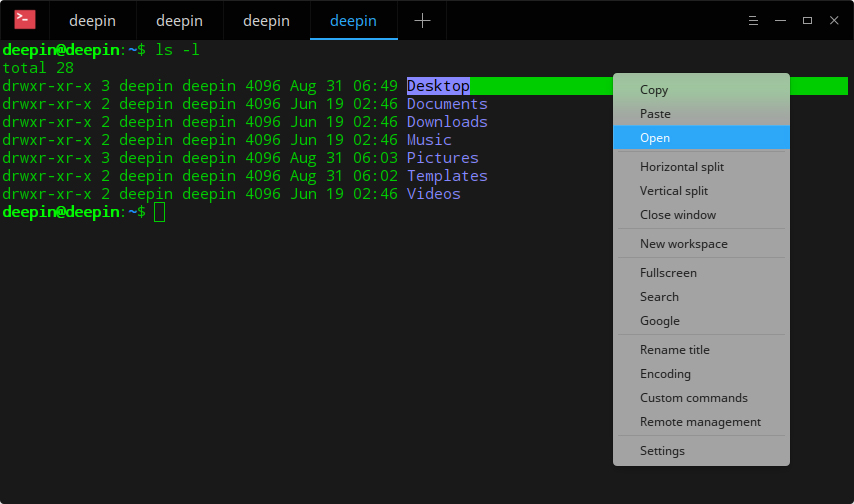 deepin deepin deepin deepin
deepin@deepin:~$ ls -l
total 28
drwxr-xr-x 3 deepin deepin 4096 Aug 31 06:49 Desktop
drwxr-xr-x 2 deepin deepin 4096 Jun 19 02:46 Documents
drwxr-xr-x 2 deepin deepin 4096 Jun 19 02:46 Downloads
drwxr-xr-x 2 deepin deepin 4096 Jun 19 02:46 Music
drwxr-xr-x 3 deepin deepin 4096 Aug 31 06:03 Pictures
drwxr-xr-x 2 deepin deepin 4096 Aug 31 06:02 Templates
drwxr-xr-x 2 deepin deepin 4096 Jun 19 02:46 Videos
deepin@deepin:~$
Copy
Paste
Open
Horizontal split
Vertical split
Close window
New workspace
Fullscreen
Search
Google
Rename title
Encoding
Custom commands
Remote management
Settings